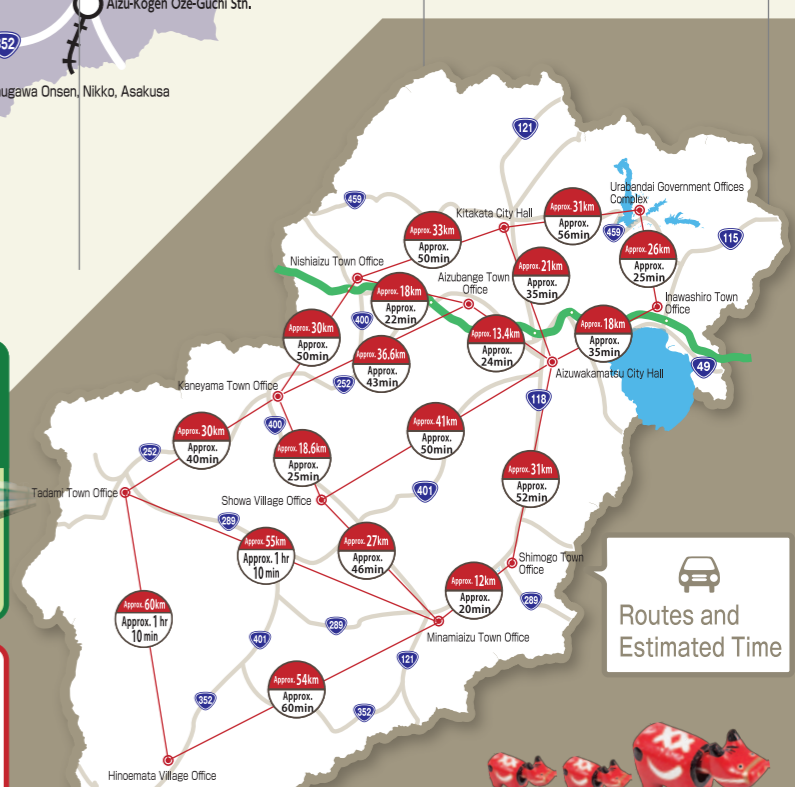 Aizu-Kogen Oze-Guchi Stn.
352
ugawa Onsen, Nikko, Asakusa
121
Urabandai Government Offices
Complex
Approx. 31km
Approx.
56min
459
Kitakata City Hall
459
115
Approx. 33km
Approx.
50min
Approx. 26km
Approx.
25min
Nishiaizu Town Office
Approx. 21km
Approx.
35min
Aizubange Town
Office
Approx. 18km
Approx.
22min
Inawashiro Town
Office
400
Approx. 30km
Approx.
50min
Approx. 13.4km
Approx.
24min
Approx. 18km
Approx.
35min
Approx. 36.6km
Approx.
43min
49
Aizuwakamatsu City Hall
Kaneyama Town Office
252
118
400
Approx. 41km
Approx.
50min
Approx. 30km
Approx.
40min
252
Approx. 18.6km
Approx.
25min
Approx. 31km
Approx.
52min
Tadami Town Office
Showa Village Office
401
289
Approx. 55km
Approx. 1 hr
10 min
Approx. 27km
Approx.
46min
Shimogo Town
Office
Approx. 12km
Approx.
20min
289
Approx. 60km
Approx. 1 hr
10 min
289
Minamiaizu Town Office
401
121
Approx. 54km
Approx.
60min
352
352
Hinoemata Village Office
Routes and
Estimated Time